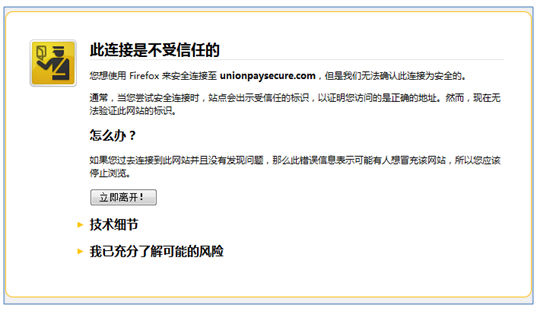 此连接是不受信任的
您想使用 Firefox 来安全连接至 unionpaysecure.com，但是我们无法确认此连接为安全的。
通常，当您尝试安全连接时，站点会出示受信任的标识，以证明您访问的是正确的地址。然而，现在无
法验证此网站的标识。
怎么办？
如果您过去连接到此网站并且没有发现问题，那么此错误信息表示可能有人想冒充该网站，所以您应该
停止浏览。
立即离开！
技术细节
我已充分了解可能的风险